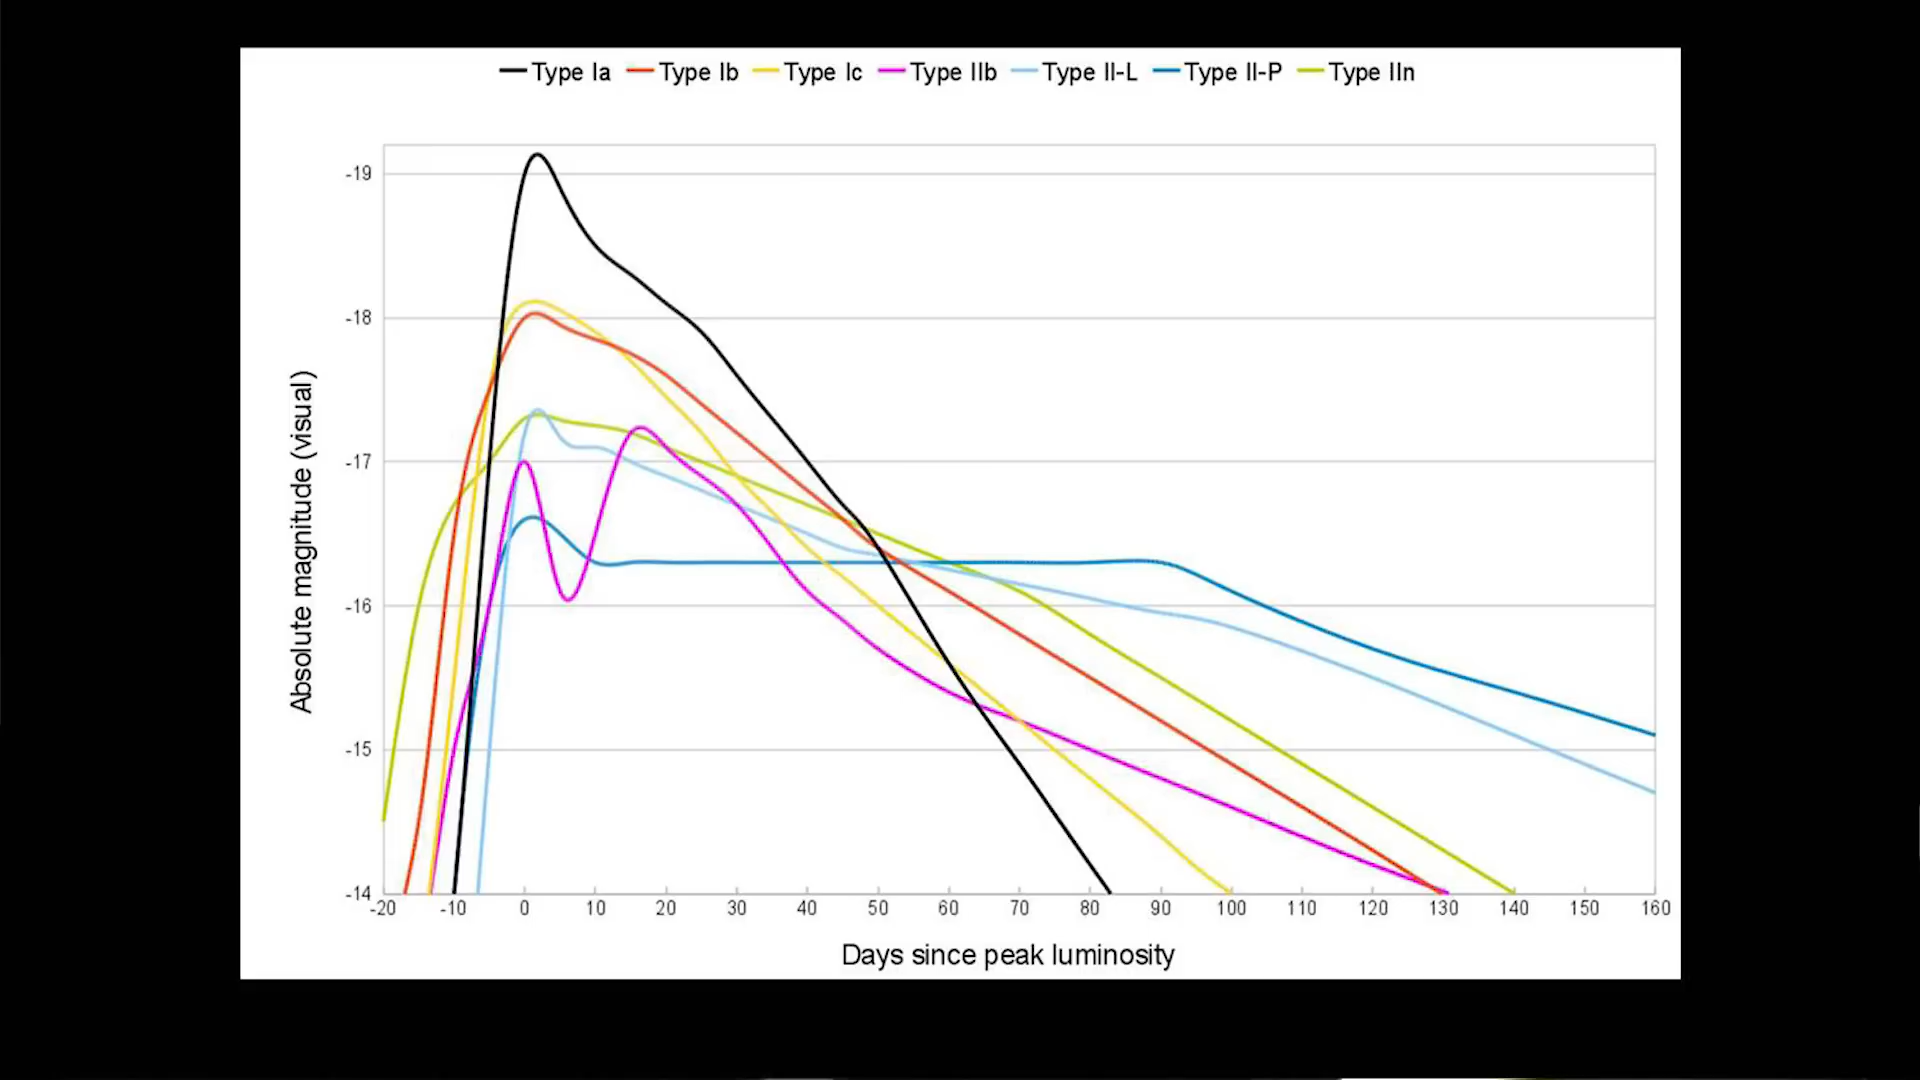 Type Ia Type Ib Type Ic Type IIb Type II-L Type II-P Type IIn
-19
-18
-17
-16
-15
-14
Absolute magnitude (visual)
-20 -10 0 10 20 30 40 50 60 70 80 90 100 110 120 130 140 150 160
Days since peak luminosity